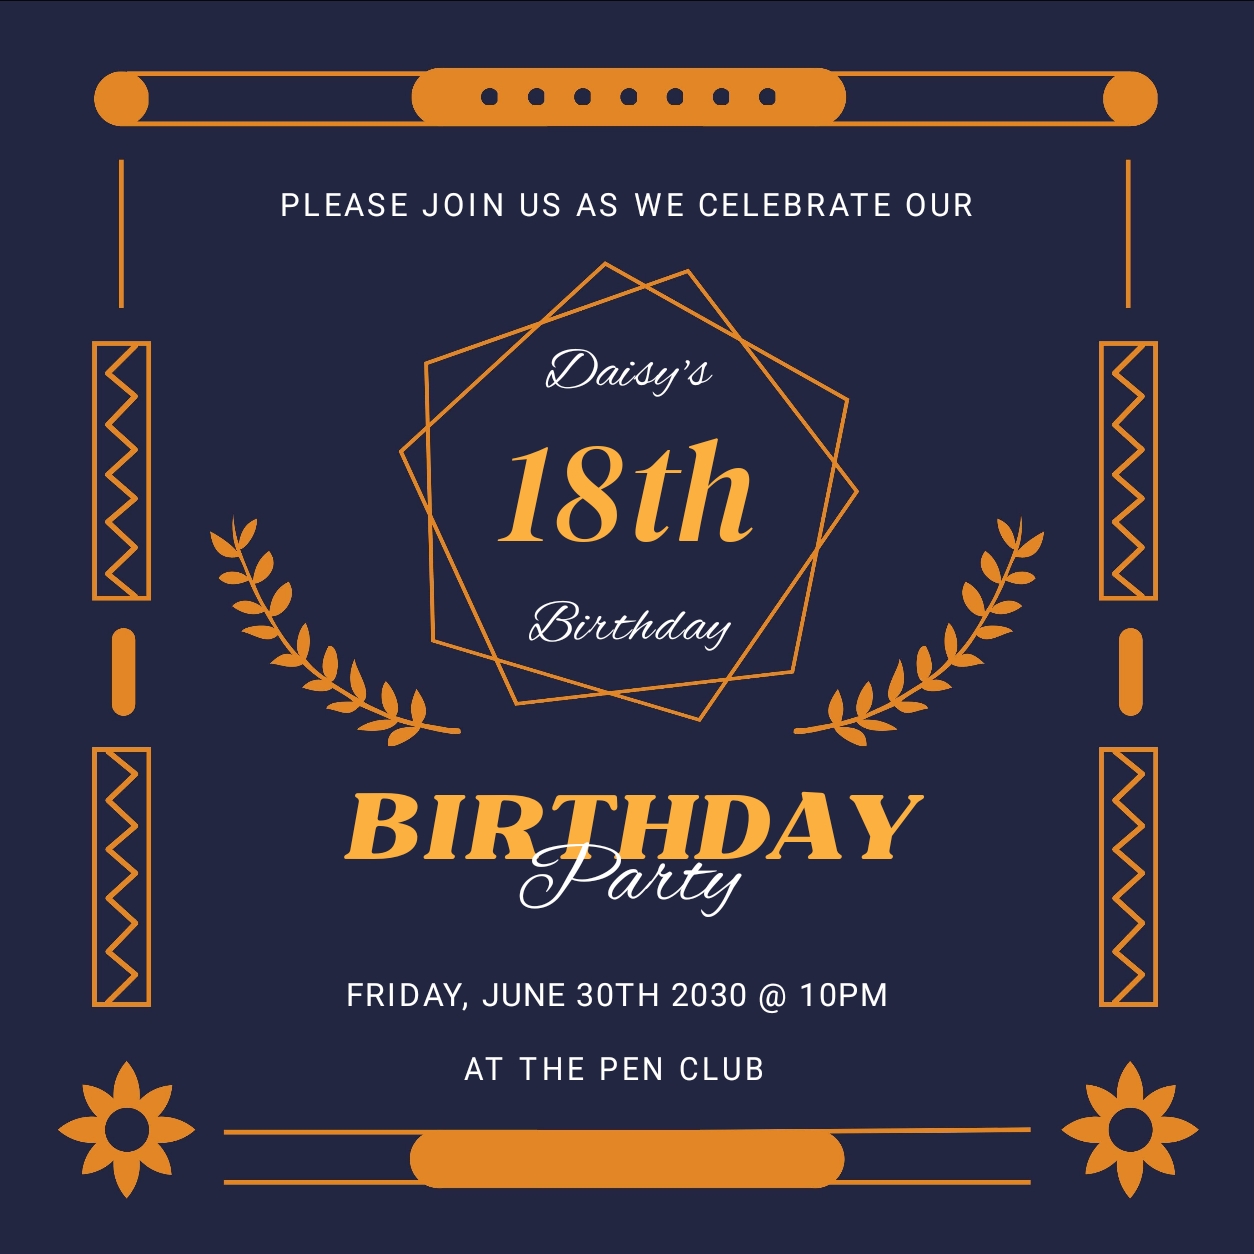 PLEASE JOIN US AS WE CELEBRATE OUR
Daisy's
18th
Birthday
BIRTHDAY
Party
FRIDAY, JUNE 30TH 2030 @ 10PM
AT THE PEN CLUB